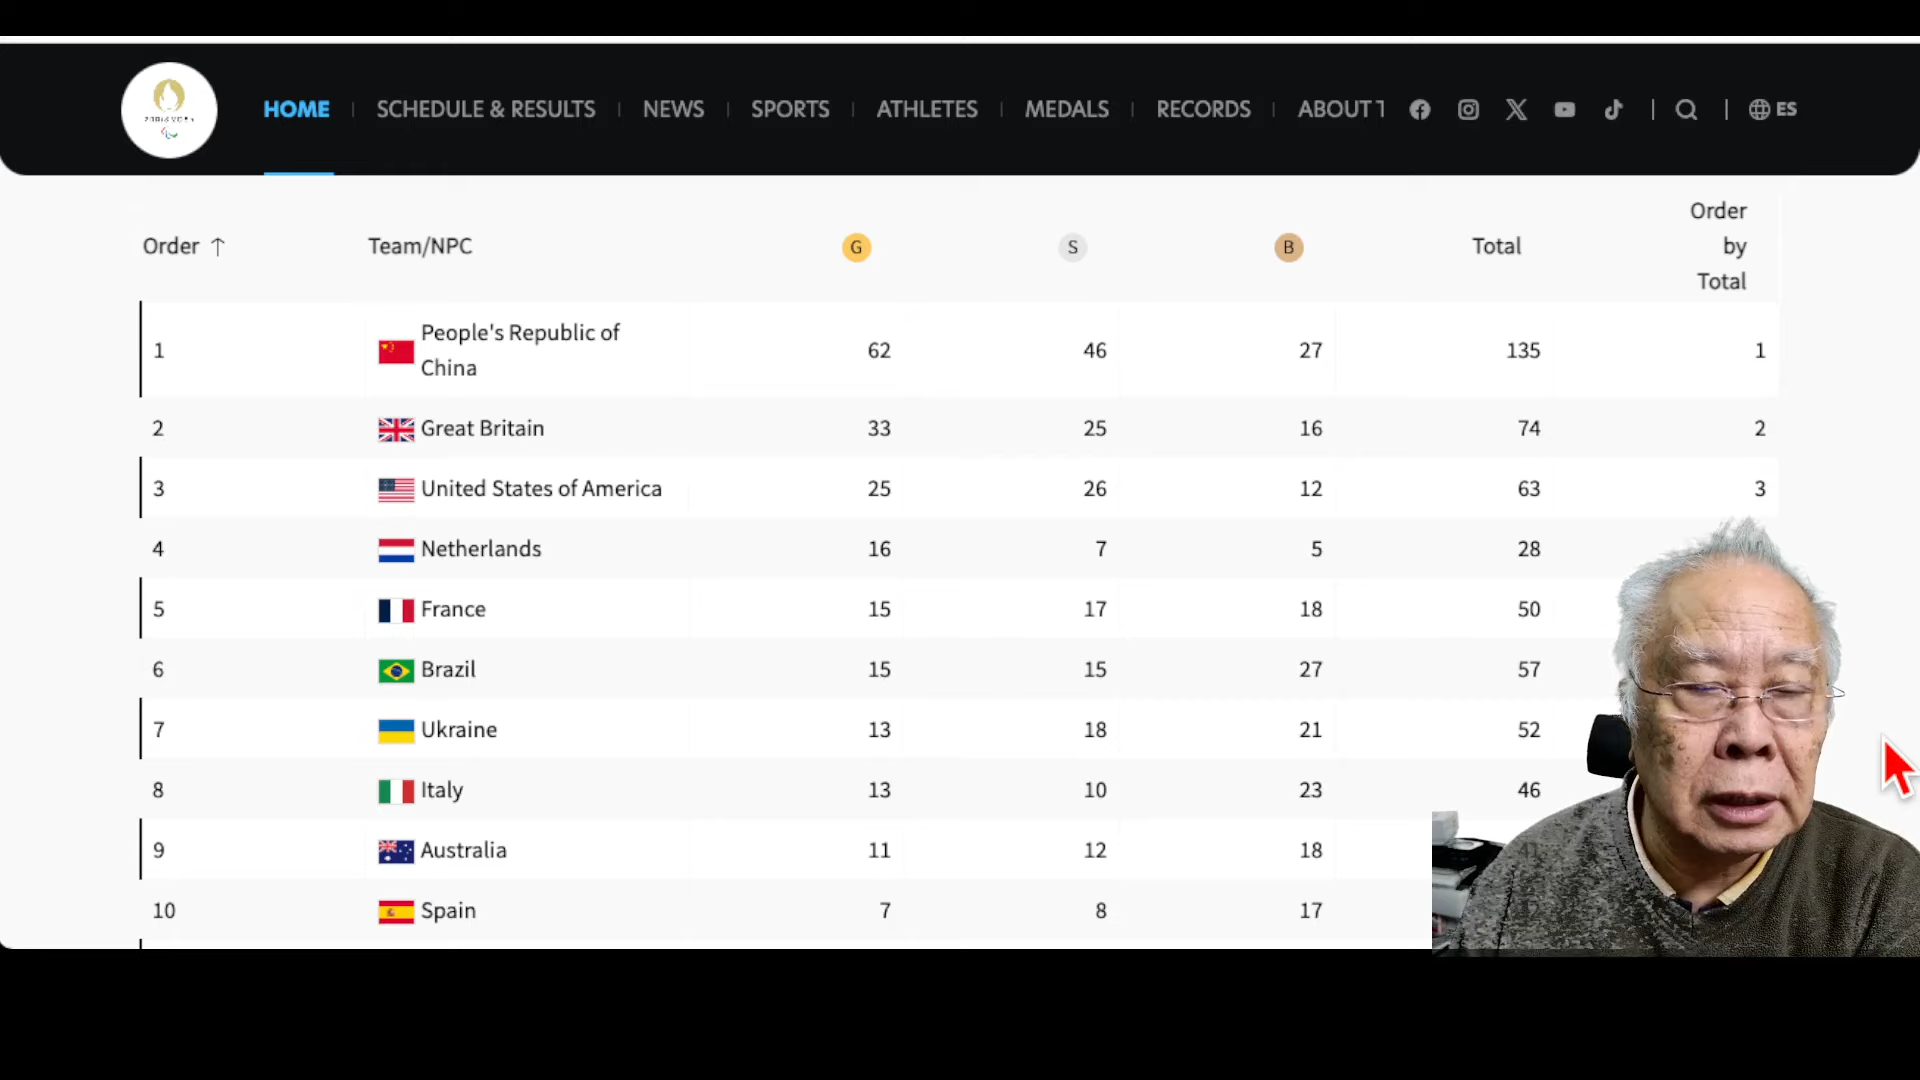 HOME SCHEDULE & RESULTS NEWS SPORTS ATHLETES MEDALS RECORDS ABOUT T ES
Order ↑ Team/NPC G S B Total Order by Total
1 People's Republic of China 62 46 27 135 1
2 Great Britain 33 25 16 74 2
3 United States of America 25 26 12 63 3
4 Netherlands 16 7 5 28
5 France 15 17 18 50
6 Brazil 15 15 27 57
7 Ukraine 13 18 21 52
8 Italy 13 10 23 46
9 Australia 11 12 18
10 Spain 7 8 17